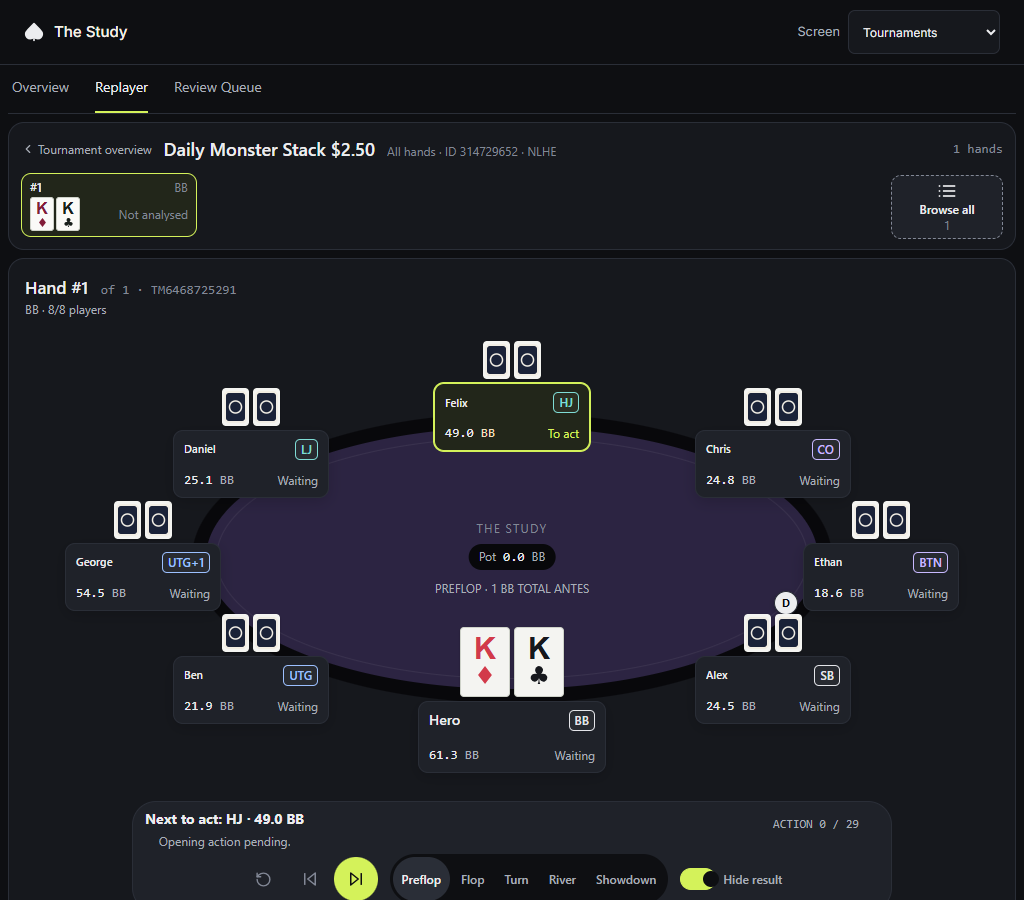 The Study
Screen
Tournaments
Overview
Replayer
Review Queue
Tournament overview
Daily Monster Stack $2.50
All hands · ID 314729652 · NLHE
1 hands
#1
BB
K K
Not analysed
Browse all
1
Hand #1 of 1 · TM6468725291
BB · 8/8 players
Felix HJ
49.0 BB To act
Daniel LJ
25.1 BB Waiting
Chris CO
24.8 BB Waiting
George UTG+1
54.5 BB Waiting
THE STUDY
Pot 0.0 BB
PREFLOP · 1 BB TOTAL ANTES
Ethan BTN
18.6 BB Waiting
D
Ben UTG
21.9 BB Waiting
K K
Hero BB
61.3 BB Waiting
Alex SB
24.5 BB Waiting
Next to act: HJ · 49.0 BB
Opening action pending.
ACTION 0 / 29
Preflop Flop Turn River Showdown
Hide result